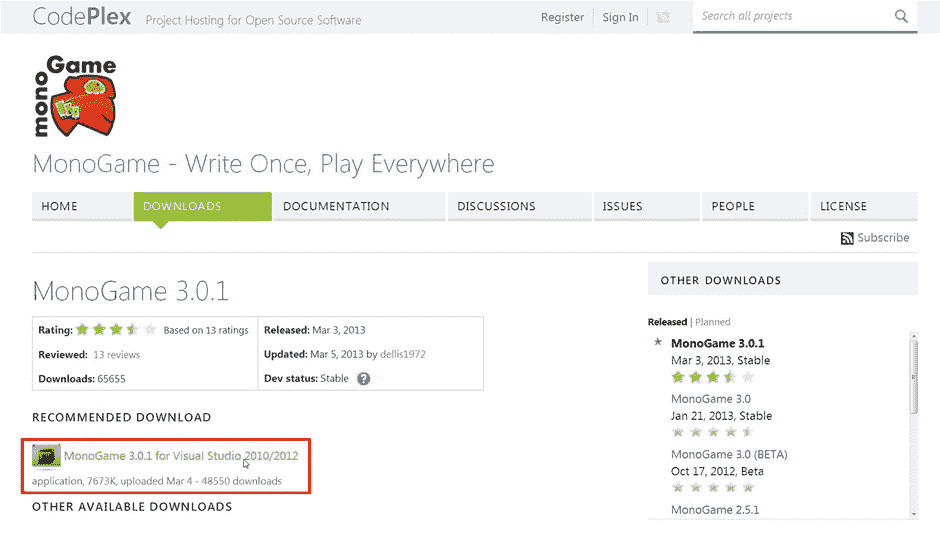 CodePlex Project Hosting for Open Source Software
Register Sign In Search all projects
monoGame
MonoGame - Write Once, Play Everywhere
HOME DOWNLOADS DOCUMENTATION DISCUSSIONS ISSUES PEOPLE LICENSE
Subscribe
MonoGame 3.0.1
Rating: Based on 13 ratings
Reviewed: 13 reviews
Downloads: 65655
Released: Mar 3, 2013
Updated: Mar 5, 2013 by dellis1972
Dev status: Stable ?
RECOMMENDED DOWNLOAD
MonoGame 3.0.1 for Visual Studio 2010/2012
application, 7673K, uploaded Mar 4 - 48550 downloads
OTHER AVAILABLE DOWNLOADS
OTHER DOWNLOADS
Released | Planned
* MonoGame 3.0.1
Mar 3, 2013, Stable
MonoGame 3.0
Jan 21, 2013, Stable
MonoGame 3.0 (BETA)
Oct 17, 2012, Beta
MonoGame 2.5.1